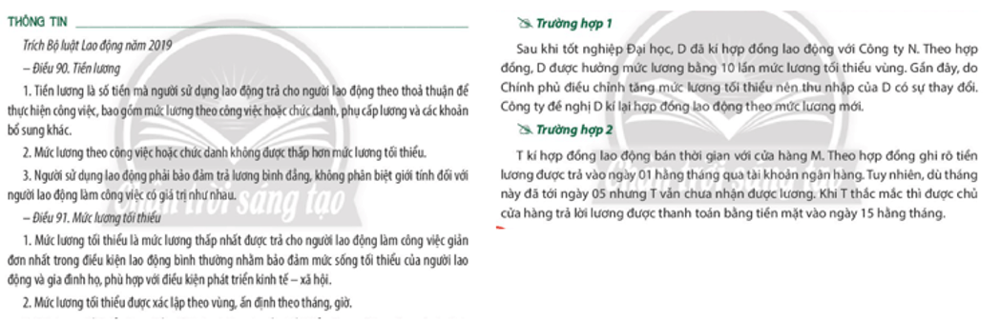 THÔNG TIN
Trích Bộ luật Lao động năm 2019
– Điều 90. Tiền lương
1. Tiền lương là số tiền mà người sử dụng lao động trả cho người lao động theo thoả thuận để
thực hiện công việc, bao gồm mức lương theo công việc hoặc chức danh, phụ cấp lương và các khoản
bổ sung khác.
2. Mức lương theo công việc hoặc chức danh không được thấp hơn mức lương tối thiểu.
3. Người sử dụng lao động phải bảo đảm trả lương bình đẳng, không phân biệt giới tính đối với
người lao động làm công việc có giá trị như nhau.
– Điều 91. Mức lương tối thiểu
1. Mức lương tối thiểu là mức lương thấp nhất được trả cho người lao động làm công việc giản
đơn nhất trong điều kiện lao động bình thường nhằm bảo đảm mức sống tối thiểu của người lao
động và gia đình họ, phù hợp với điều kiện phát triển kinh tế – xã hội.
2. Mức lương tối thiểu được xác lập theo vùng, ấn định theo tháng, giờ.
Chân trời sáng tạo
Trường hợp 1
Sau khi tốt nghiệp Đại học, D đã kí hợp đồng lao động với Công ty N. Theo hợp
đồng, D được hưởng mức lương bằng 10 lần mức lương tối thiểu vùng. Gần đây, do
Chính phủ điều chỉnh tăng mức lương tối thiểu nên thu nhập của D có sự thay đổi.
Công ty đề nghị D kí lại hợp đồng lao động theo mức lương mới.
Trường hợp 2
T kí hợp đồng lao động bán thời gian với cửa hàng M. Theo hợp đồng ghi rõ tiền
lương được trả vào ngày 01 hằng tháng qua tài khoản ngân hàng. Tuy nhiên, dù tháng
này đã tới ngày 05 nhưng T vẫn chưa nhận được lương. Khi T thắc mắc thì được chủ
cửa hàng trả lời lương được thanh toán bằng tiền mặt vào ngày 15 hằng tháng.
Chân trời sáng tạo